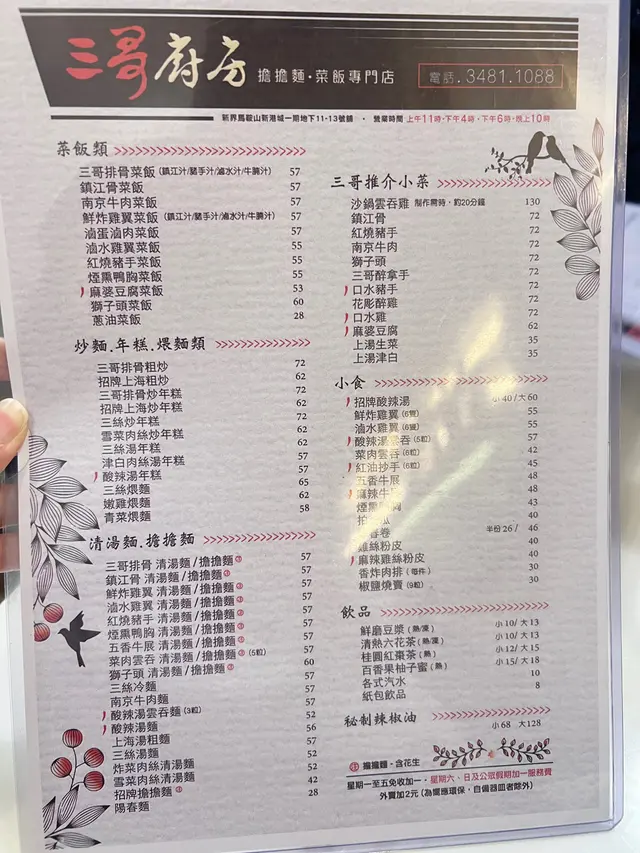 三哥廚房 擔擔麵・菜飯專門店 電話.3481.1088
新界馬鞍山新港城一期地下11-13號舖 ・ 營業時間 上午11時-下午4時,下午6時-晚上10時
菜飯類
三哥排骨菜飯 (鎮江汁/豬手汁/滷水汁/牛腩汁) 57
鎮江骨菜飯 57
南京牛肉菜飯 57
鮮炸雞翼菜飯 (鎮江汁/豬手汁/滷水汁/牛腩汁) 57
滷蛋滷肉菜飯 57
滷水雞翼菜飯 55
紅燒豬手菜飯 55
煙燻鴨胸菜飯 55
麻婆豆腐菜飯 53
獅子頭菜飯 60
蔥油菜飯 28
炒麵.年糕.煨麵類
三哥排骨粗炒 72
招牌上海粗炒 62
三哥排骨炒年糕 72
招牌上海炒年糕 62
三絲炒年糕 62
雪菜肉絲炒年糕 62
三絲湯年糕 62
津白肉絲湯年糕 57
酸辣湯年糕 57
三絲煨麵 65
嫩雞煨麵 62
青菜煨麵 58
清湯麵.擔擔麵
三哥排骨 清湯麵/擔擔麵 57
鎮江骨 清湯麵/擔擔麵 57
鮮炸雞翼 清湯麵/擔擔麵 57
滷水雞翼 清湯麵/擔擔麵 57
紅燒豬手 清湯麵/擔擔麵 57
煙燻鴨胸 清湯麵/擔擔麵 57
五香牛展 清湯麵/擔擔麵 57
菜肉雲吞 清湯麵/擔擔麵 (5粒) 57
獅子頭 清湯麵/擔擔麵 60
三絲冷麵 57
南京牛肉麵 57
酸辣湯雲吞麵 (3粒) 57
酸辣湯麵 52
上海湯粗麵 56
三絲湯麵 57
炸菜肉絲湯麵 52
雪菜肉絲湯麵 52
招牌擔擔麵 42
陽春麵 28
三哥推介小菜
沙鍋雲吞雞 制作需時、約20分鐘 130
鎮江骨 72
紅燒豬手 72
南京牛肉 72
獅子頭 72
三哥醉拿手 72
口水豬手 72
花彫醉雞 72
口水雞 72
麻婆豆腐 62
上湯生菜 35
上湯津白 35
小食
招牌酸辣湯 小40/大60
鮮炸雞翼 (6隻) 55
滷水雞翼 (6隻) 55
酸辣湯雲吞 (5粒) 57
菜肉雲吞 (6粒) 42
紅油抄手 (6粒) 45
五香牛展 48
麻辣牛展 48
煙燻鴨胸 43
拍 瓜 40
卷 半份26/ 46
雞絲粉皮 40
麻辣雞絲粉皮 40
香炸肉排 (每件) 30
椒鹽燒賣 (9粒) 30
飲品
鮮磨豆漿 (熱/凍) 小10/大13
清熱六花茶 (熱/凍) 小10/大13
桂圓紅棗茶 (熱) 小12/大15
百香果柚子蜜 (熱) 小15/大18
各式汽水 10
紙包飲品 8
秘制辣椒油 小68 大128
擔擔麵、含花生
星期一至五免收加一,星期六、日及公眾假期加一服務費
外賣加2元 (為響應環保,自備器皿者除外)